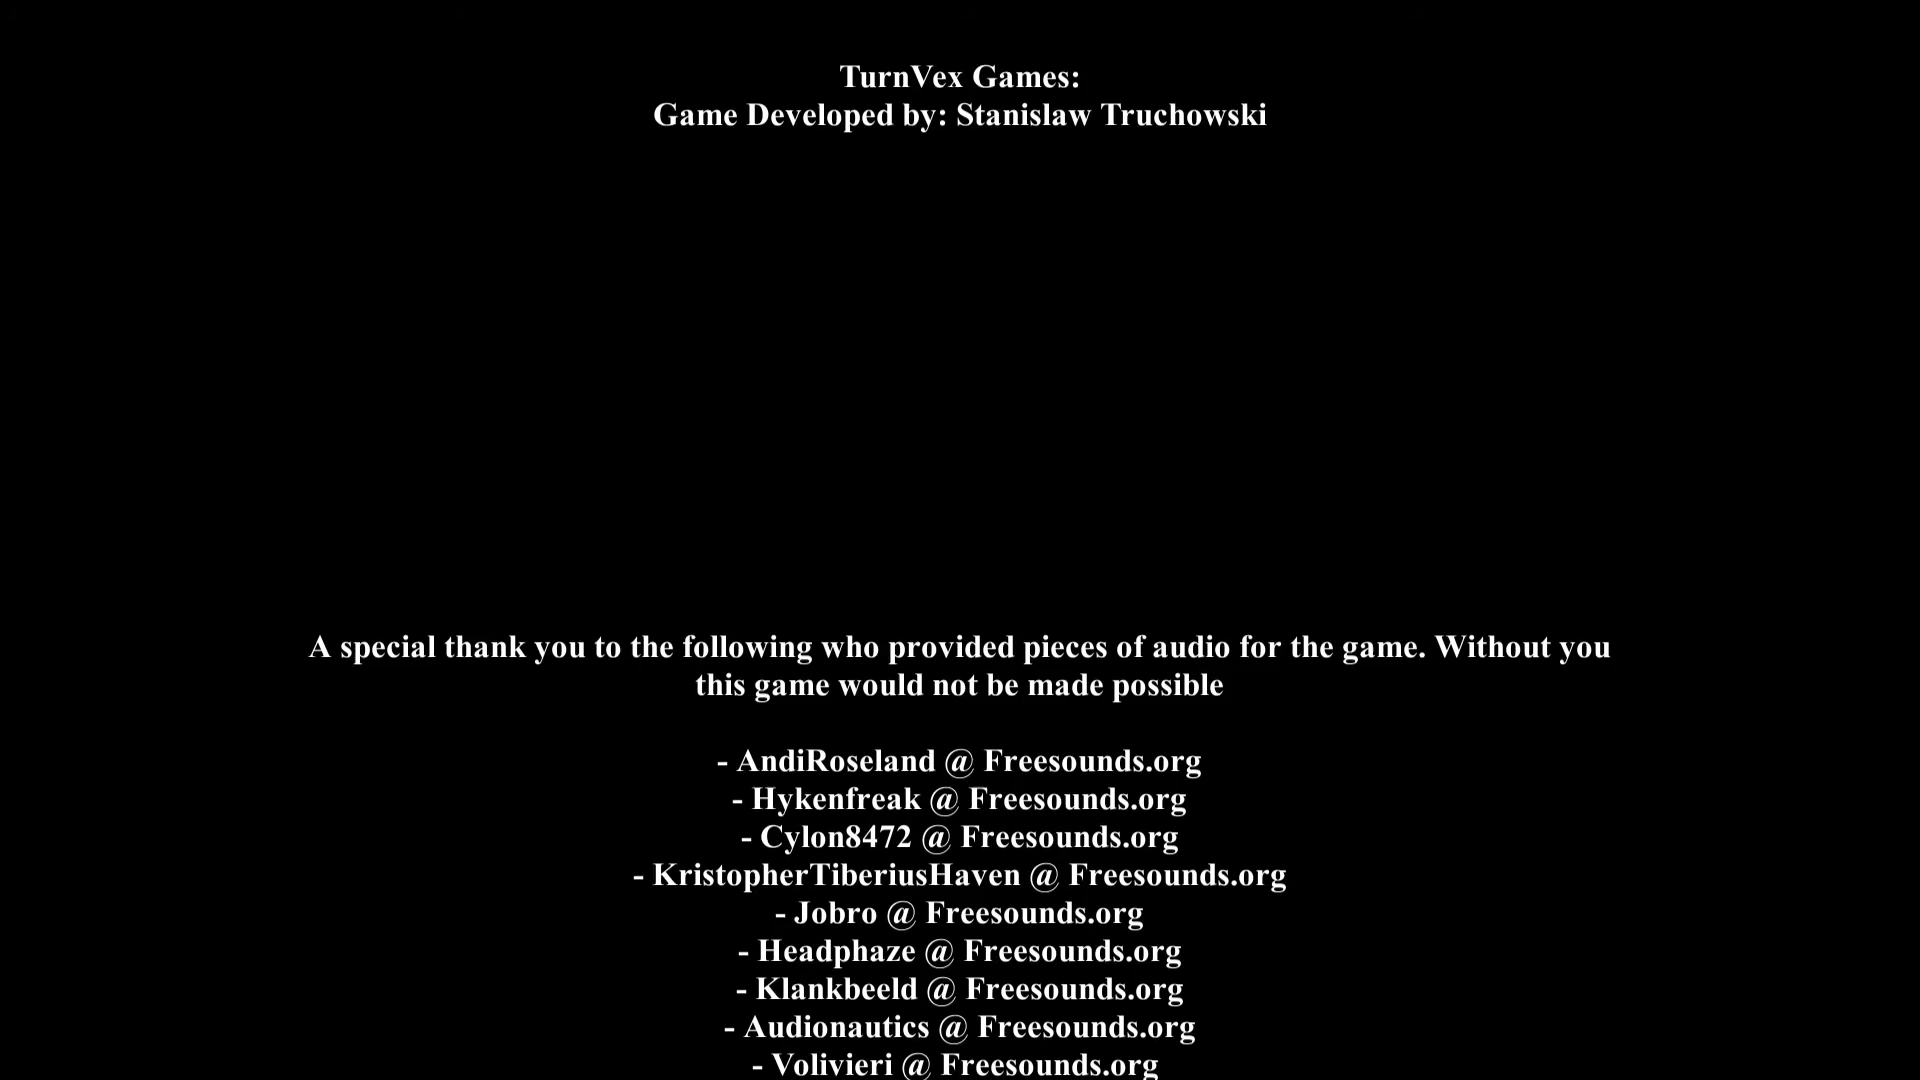 TurnVex Games:
Game Developed by: Stanislaw Truchowski
A special thank you to the following who provided pieces of audio for the game. Without you
this game would not be made possible
- AndiRoseland @ Freesounds.org
- Hykenfreak @ Freesounds.org
- Cylon8472 @ Freesounds.org
- KristopherTiberiusHaven @ Freesounds.org
- Jobro @ Freesounds.org
- Headphaze @ Freesounds.org
- Klankbeeld @ Freesounds.org
- Audionautics @ Freesounds.org
- Volivieri @ Freesounds.org